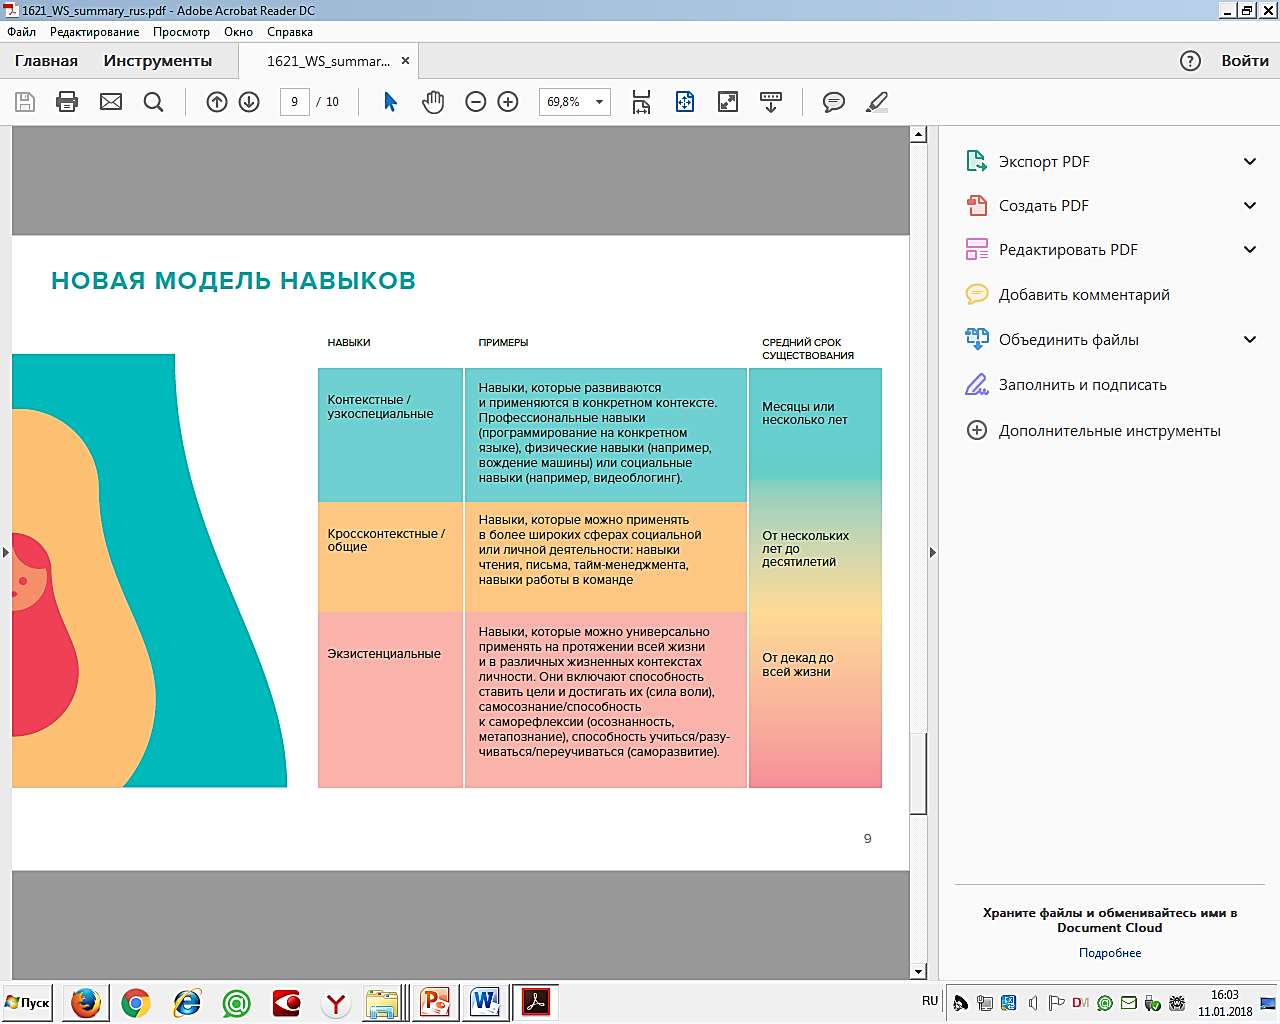 1621_WS_summary_rus.pdf - Adobe Acrobat Reader DC
Файл Редактирование Просмотр Окно Справка
Главная Инструменты 1621_WS_summar... × Войти
9 / 10 69,8%
НОВАЯ МОДЕЛЬ НАВЫКОВ
НАВЫКИ ПРИМЕРЫ СРЕДНИЙ СРОК
СУЩЕСТВОВАНИЯ
Контекстные /
узкоспециальные
Навыки, которые развиваются
и применяются в конкретном контексте.
Профессиональные навыки
(программирование на конкретном
языке), физические навыки (например,
вождение машины) или социальные
навыки (например, видеоблогинг).
Месяцы или
несколько лет
Кроссконтекстные /
общие
Навыки, которые можно применять
в более широких сферах социальной
или личной деятельности: навыки
чтения, письма, тайм-менеджмента,
навыки работы в команде
От нескольких
лет до
десятилетий
Экзистенциальные
Навыки, которые можно универсально
применять на протяжении всей жизни
и в различных жизненных контекстах
личности. Они включают способность
ставить цели и достигать их (сила воли),
самосознание/способность
к саморефлексии (осознанность,
метапознание), способность учиться/разу-
чиваться/переучиваться (саморазвитие).
От декад до
всей жизни
9
Экспорт PDF
Создать PDF
Редактировать PDF
Добавить комментарий
Объединить файлы
Заполнить и подписать
Дополнительные инструменты
Храните файлы и обменивайтесь ими в
Document Cloud
Подробнее
Пуск
RU
16:03
11.01.2018